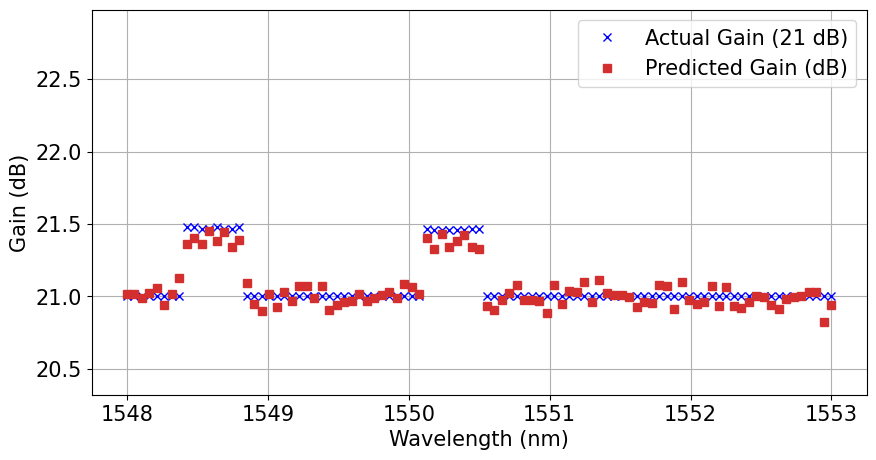 Actual Gain (21 dB)
Predicted Gain (dB)
Gain (dB)
22.5
22.0
21.5
21.0
20.5
1548 1549 1550 1551 1552 1553
Wavelength (nm)